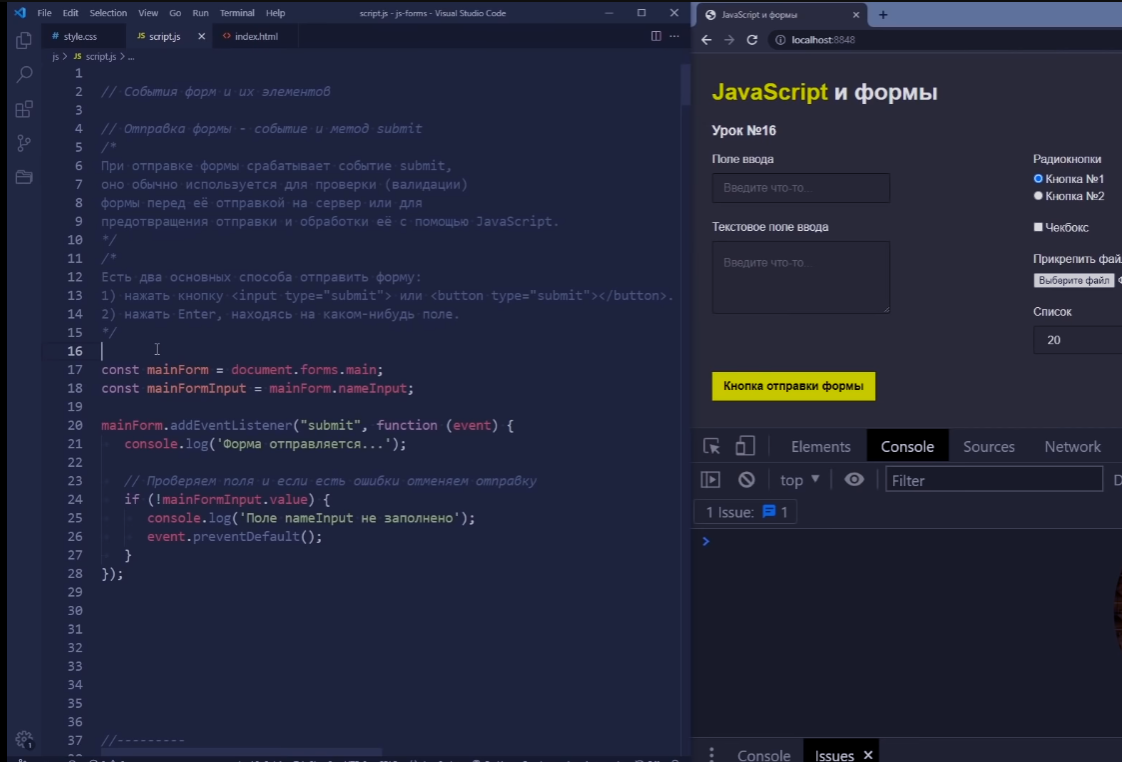 File Edit Selection View Go Run Terminal Help script.js - js-forms - Visual Studio Code
# style.css JS script.js × <> index.html
js > JS script.js > ...
1
2 // События форм и их элементов
3
4 // Отправка формы - событие и метод submit
5 /*
6 При отправке формы срабатывает событие submit,
7 оно обычно используется для проверки (валидации)
8 формы перед её отправкой на сервер или для
9 предотвращения отправки и обработки её с помощью JavaScript.
10 */
11 /*
12 Есть два основных способа отправить форму:
13 1) нажать кнопку <input type="submit"> или <button type="submit"></button>.
14 2) нажать Enter, находясь на каком-нибудь поле.
15 */
16
17 const mainForm = document.forms.main;
18 const mainFormInput = mainForm.nameInput;
19
20 mainForm.addEventListener("submit", function (event) {
21 console.log('Форма отправляется...');
22
23 // Проверяем поля и если есть ошибки отменяем отправку
24 if (!mainFormInput.value) {
25 console.log('Поле nameInput не заполнено');
26 event.preventDefault();
27 }
28 });
29
30
31
32
33
34
35
36
37 //---------
1
JavaScript и формы × +
localhost:8848
JavaScript и формы
Урок №16
Поле ввода
Введите что-то...
Текстовое поле ввода
Введите что-то...
Кнопка отправки формы
Радиокнопки
Кнопка №1
Кнопка №2
Чекбокс
Прикрепить фай
Выберите файл
Список
20
Elements Console Sources Network
top ▼ Filter D
1 Issue: 1
>
Console Issues ×